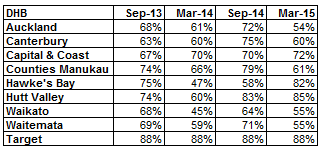 DHB Sep-13 Mar-14 Sep-14 Mar-15
Auckland 68% 61% 72% 54%
Canterbury 63% 60% 75% 60%
Capital & Coast 67% 70% 70% 72%
Counties Manukau 74% 66% 79% 61%
Hawke's Bay 75% 47% 58% 82%
Hutt Valley 74% 60% 83% 85%
Waikato 68% 45% 64% 55%
Waitemata 69% 59% 71% 55%
Target 88% 88% 88% 88%